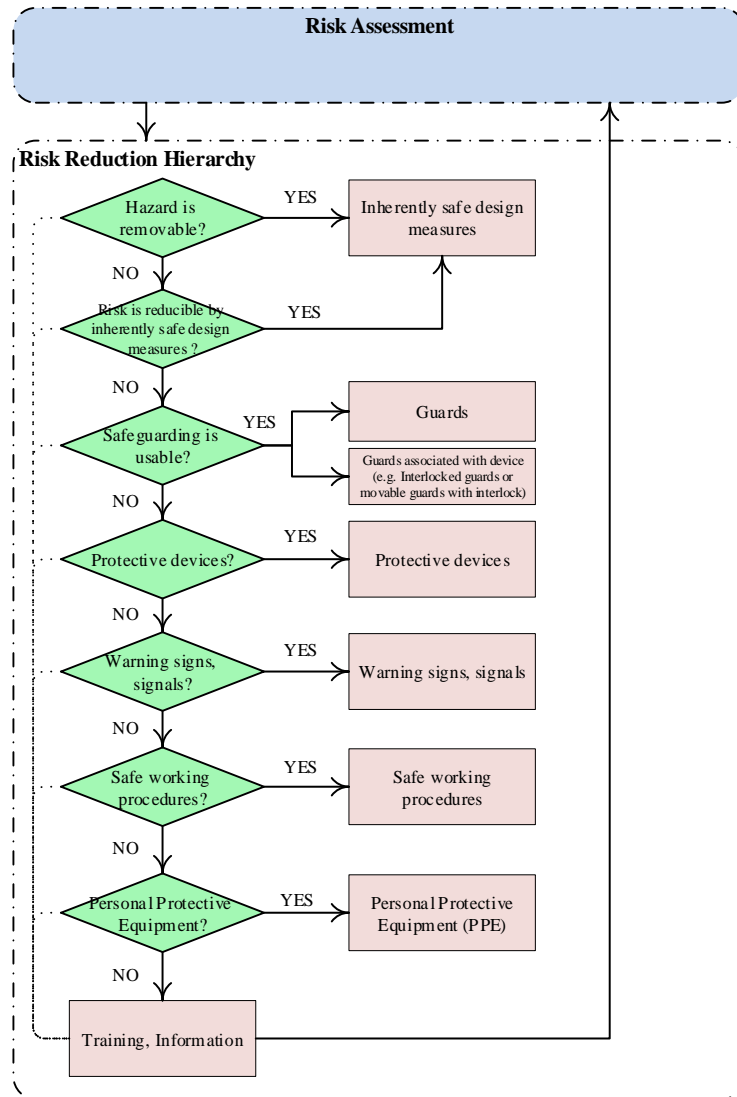 Risk Assessment
Risk Reduction Hierarchy
Hazard is
removable?
YES
Inherently safe design
measures
NO
Risk is reducible by
inherently safe design
measures ?
YES
NO
Safeguarding is
usable?
YES
Guards
Guards associated with device
(e.g. Interlocked guards or
movable guards with interlock)
NO
Protective devices?
YES
Protective devices
NO
Warning signs,
signals?
YES
Warning signs, signals
NO
Safe working
procedures?
YES
Safe working
procedures
NO
Personal Protective
Equipment?
YES
Personal Protective
Equipment (PPE)
NO
Training, Information